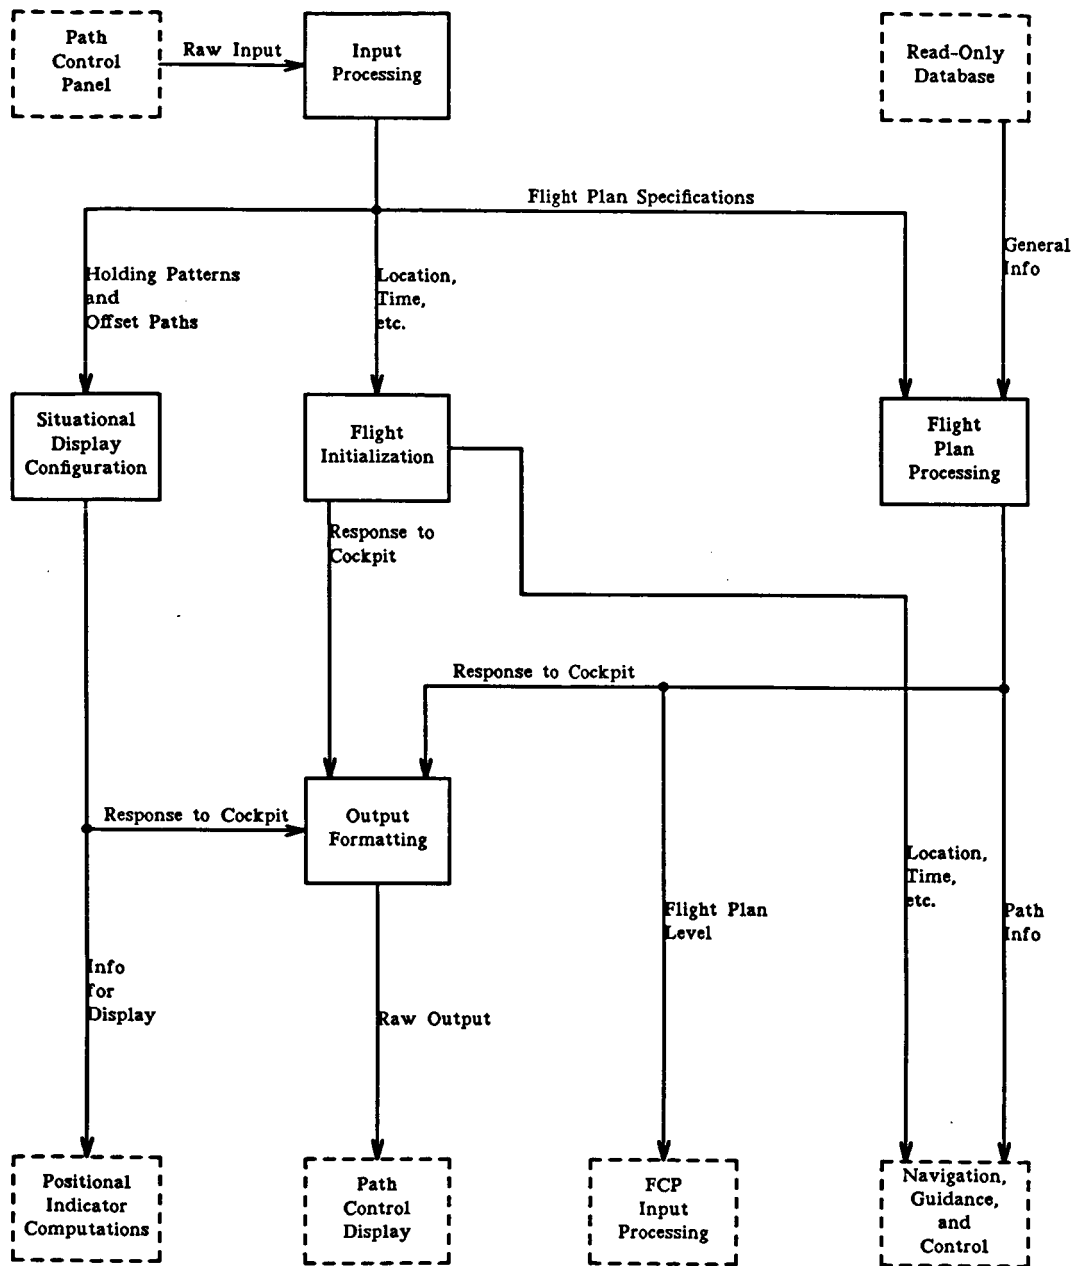 Path
Control
Panel
Raw Input
Input
Processing
Read-Only
Database
Flight Plan Specifications
General
Info
Holding Patterns
and
Offset Paths
Location,
Time,
etc.
Situational
Display
Configuration
Flight
Initialization
Flight
Plan
Processing
Response to
Cockpit
Response to Cockpit
Response to Cockpit
Output
Formatting
Location,
Time,
etc.
Flight Plan
Level
Path
Info
Info
for
Display
Raw Output
Positional
Indicator
Computations
Path
Control
Display
FCP
Input
Processing
Navigation,
Guidance,
and
Control